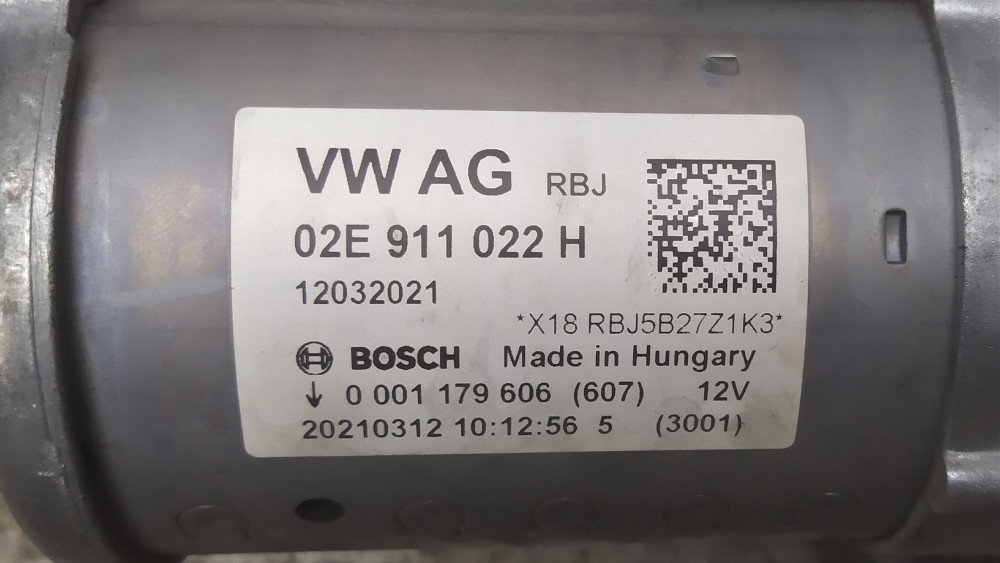 VW AG RBJ
02E 911 022 H
12032021
*X18 RBJ5B27Z1K3*
BOSCH Made in Hungary
↓ 0 001 179 606 (607) 12V
20210312 10:12:56 5 (3001)